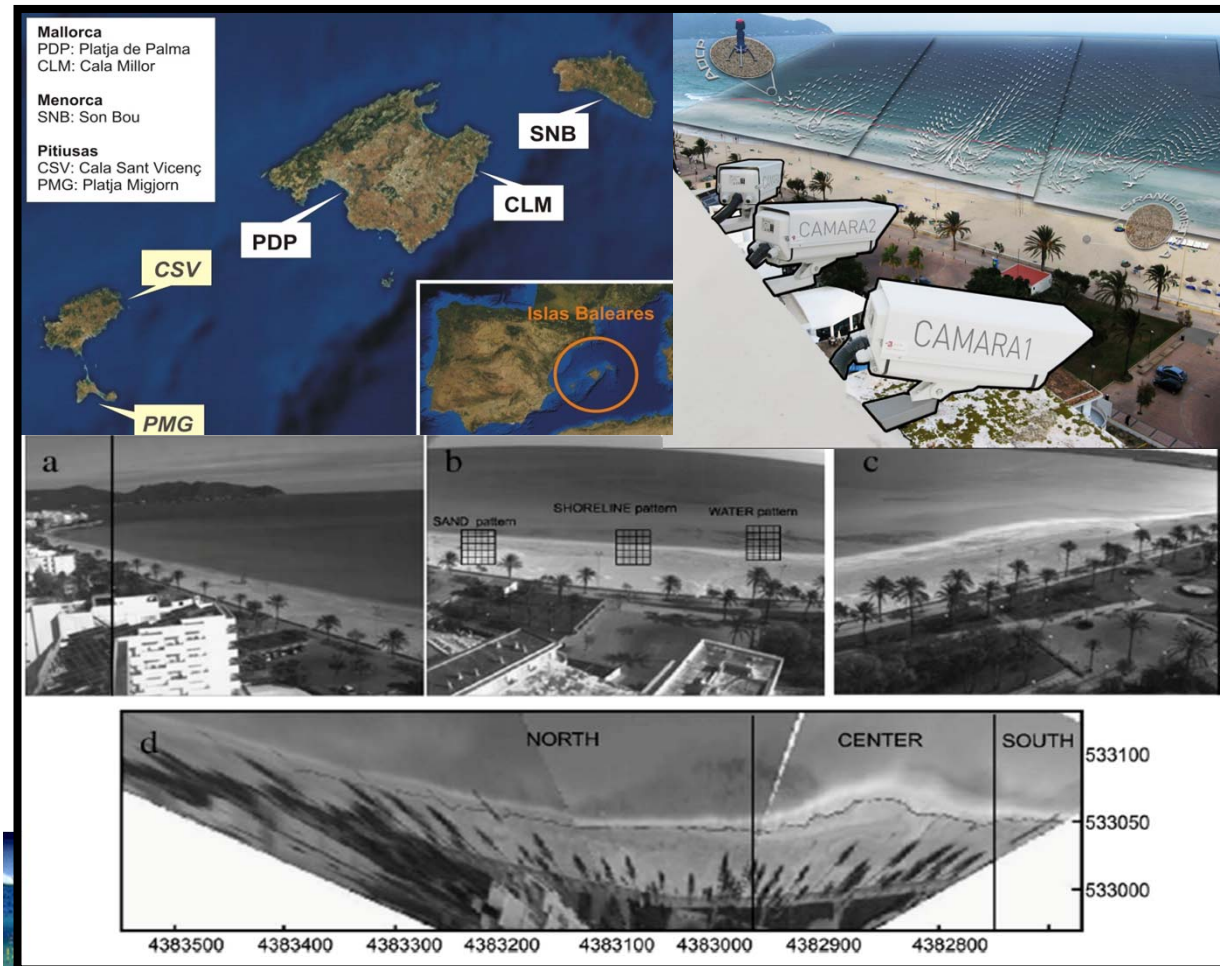 Mallorca
PDP: Platja de Palma
CLM: Cala Millor
Menorca
SNB: Son Bou
Pitiusas
CSV: Cala Sant Vicenç
PMG: Platja Migjorn
SNB
CLM
PDP
CSV
PMG
Islas Baleares
ADCP
CAMARA2
CAMARA1
a
b
SAND pattern
SHORELINE pattern
WATER pattern
c
d
NORTH
CENTER
SOUTH
533100
533050
533000
4383500
4383400
4383300
4383200
4383100
4383000
4382900
4382800